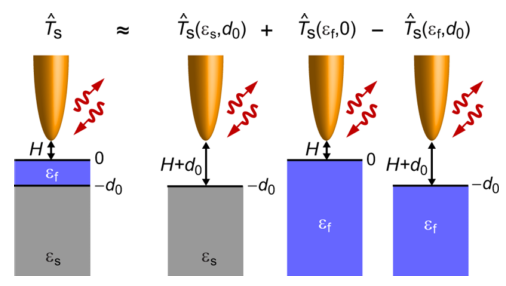 T̂s ≈ T̂s(εs,d0) + T̂s(εf,0) − T̂s(εf,d0)
H 0 H+d0 H 0 H+d0
εf −d0 −d0 εf −d0
εs εs εf